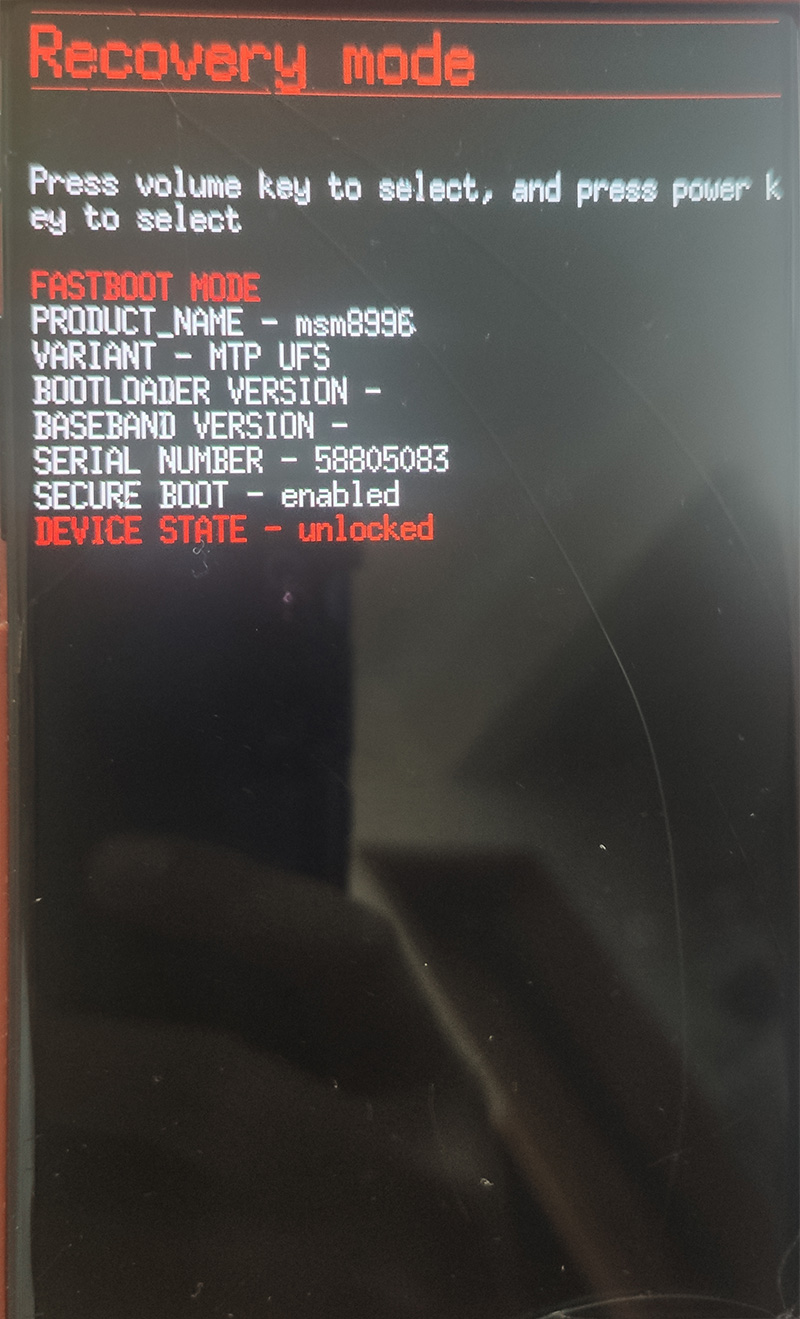 Recovery mode
Press volume key to select, and press power k
ey to select
FASTBOOT MODE
PRODUCT_NAME - msm8996
VARIANT - MTP UFS
BOOTLOADER VERSION -
BASEBAND VERSION -
SERIAL NUMBER - 58805083
SECURE BOOT - enabled
DEVICE STATE - unlocked